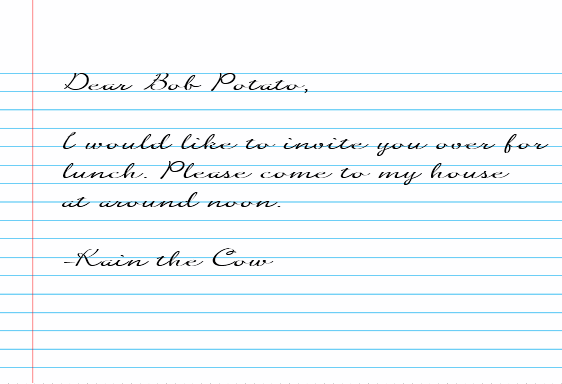 Dear Bob Potato,
I would like to invite you over for
lunch. Please come to my house
at around noon.
-Kain the Cow